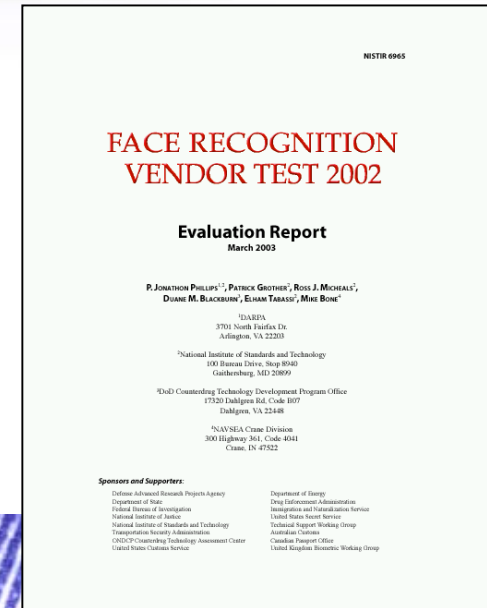 NISTIR 6965
FACE RECOGNITION
VENDOR TEST 2002
Evaluation Report
March 2003
P. Jonathon Phillips1,2, Patrick Grother2, Ross J. Micheals2,
Duane M. Blackburn3, Elham Tabassi2, Mike Bone4
1DARPA
3701 North Fairfax Dr.
Arlington, VA 22203
2National Institute of Standards and Technology
100 Bureau Drive, Stop 8940
Gaithersburg, MD 20899
3DoD Counterdrug Technology Development Program Office
17320 Dahlgren Rd, Code B07
Dahlgren, VA 22448
4NAVSEA Crane Division
300 Highway 361, Code 4041
Crane, IN 47522
Sponsors and Supporters:
Defense Advanced Research Projects Agency
Department of State
Federal Bureau of Investigation
National Institute of Justice
National Institute of Standards and Technology
Transportation Security Administration
ONDCP Counterdrug Technology Assessment Center
United States Customs Service
Department of Energy
Drug Enforcement Administration
Immigration and Naturalization Service
United States Secret Service
Technical Support Working Group
Australian Customs
Canadian Passport Office
United Kingdom Biometric Working Group